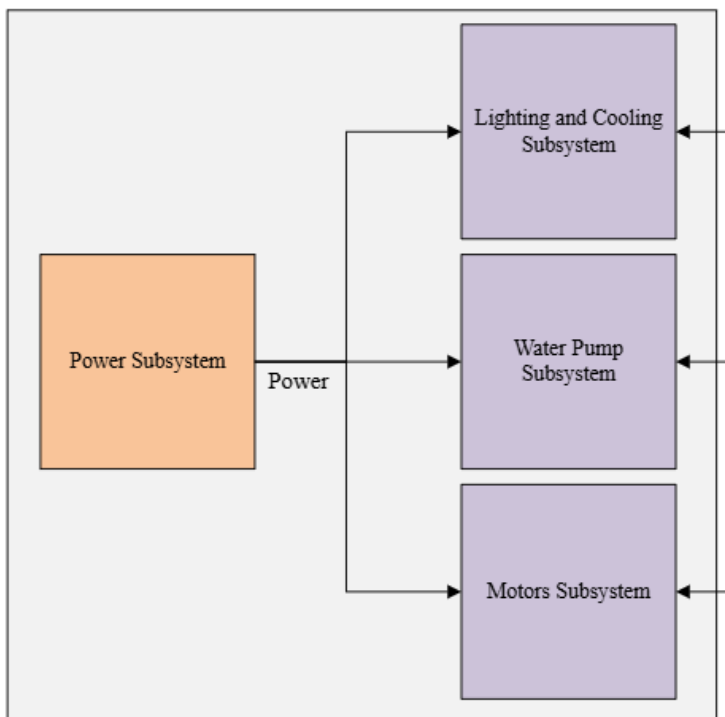 Lighting and Cooling
Subsystem
Power Subsystem
Power
Water Pump
Subsystem
Motors Subsystem